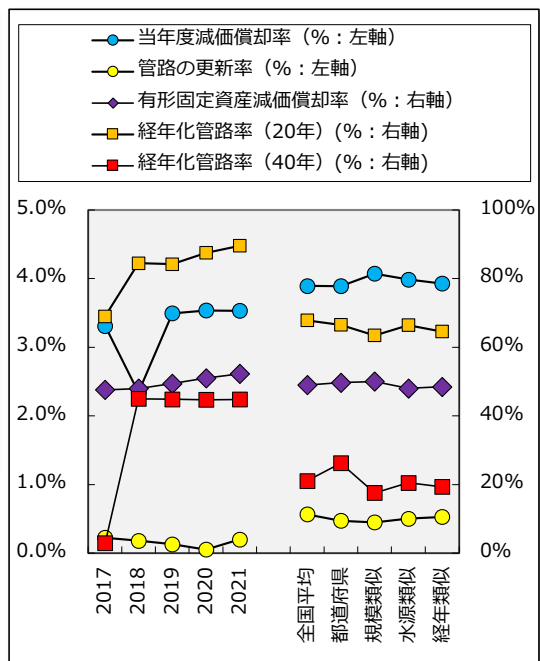 当年度減価償却率（%：左軸）
管路の更新率（%：左軸）
有形固定資産減価償却率（%：右軸）
経年化管路率（20年）(%：右軸)
経年化管路率（40年）(%：右軸)
5.0% 100%
4.0% 80%
3.0% 60%
2.0% 40%
1.0% 20%
0.0% 0%
2017
2018
2019
2020
2021
全国平均
都道府県
規模類似
水源類似
経年類似